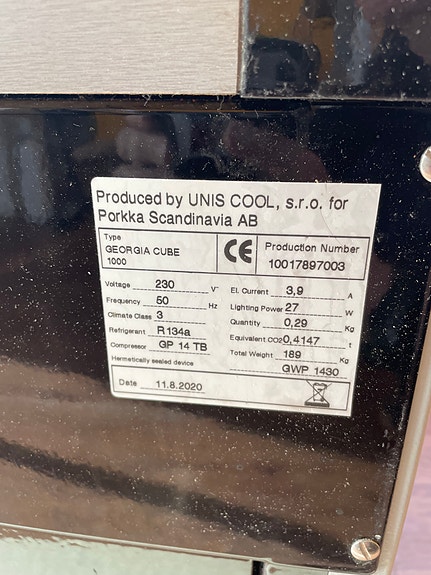 Produced by UNIS COOL, s.r.o. for
Porkka Scandinavia AB
Type
GEORGIA CUBE
1000
CE
Production Number
10017897003
Voltage 230 V~
Frequency 50 Hz
Climate Class 3
Refrigerant R134a
Compressor GP 14 TB
Hermetically sealed device
El. Current 3,9 A
Lighting Power 27 W
Quantity 0,29 Kg
Equivalent CO2 0,4147 t
Total Weight 189 Kg
GWP 1430
Date 11.8.2020